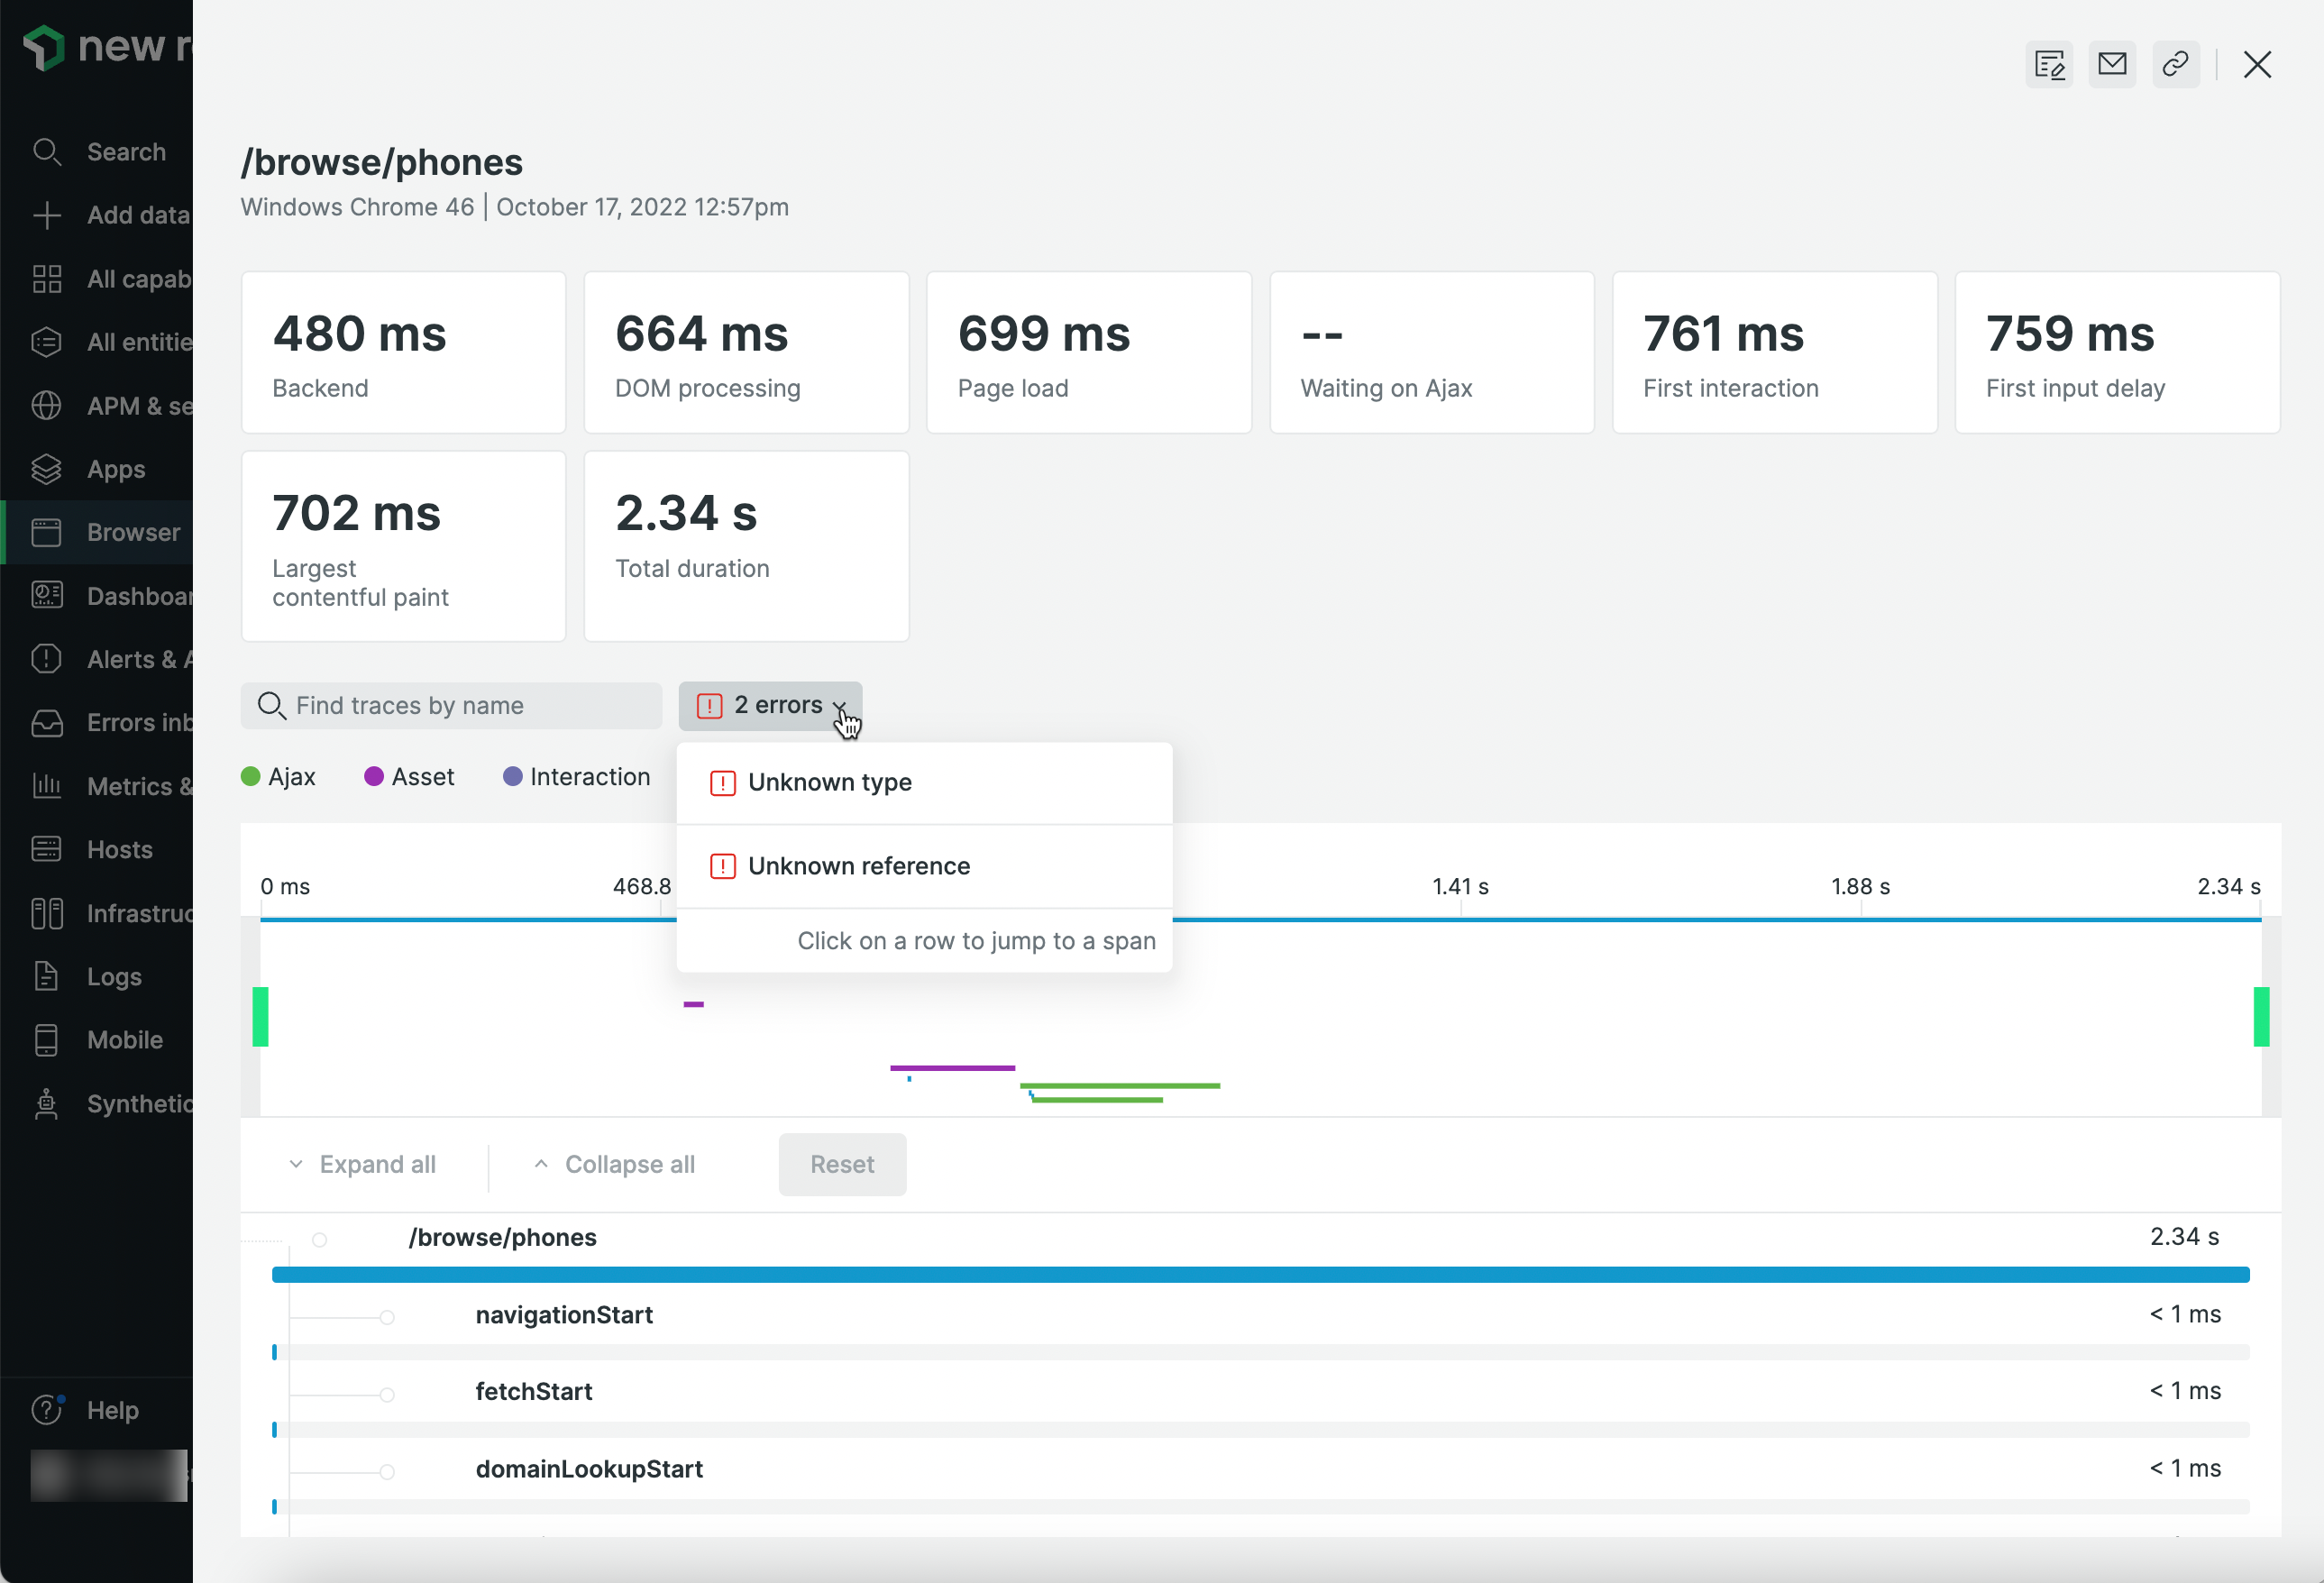 new r
Search
Add data
All capab
All entitie
APM & se
Apps
Browser
Dashboar
Alerts & A
Errors inb
Metrics &
Hosts
Infrastruc
Logs
Mobile
Synthetic
Help
/browse/phones
Windows Chrome 46 | October 17, 2022 12:57pm
480 ms
Backend
664 ms
DOM processing
699 ms
Page load
--
Waiting on Ajax
761 ms
First interaction
759 ms
First input delay
702 ms
Largest
contentful paint
2.34 s
Total duration
Find traces by name
2 errors
Ajax
Asset
Interaction
Unknown type
Unknown reference
Click on a row to jump to a span
0 ms
468.8
1.41 s
1.88 s
2.34 s
Expand all
Collapse all
Reset
/browse/phones
2.34 s
navigationStart
< 1 ms
fetchStart
< 1 ms
domainLookupStart
< 1 ms